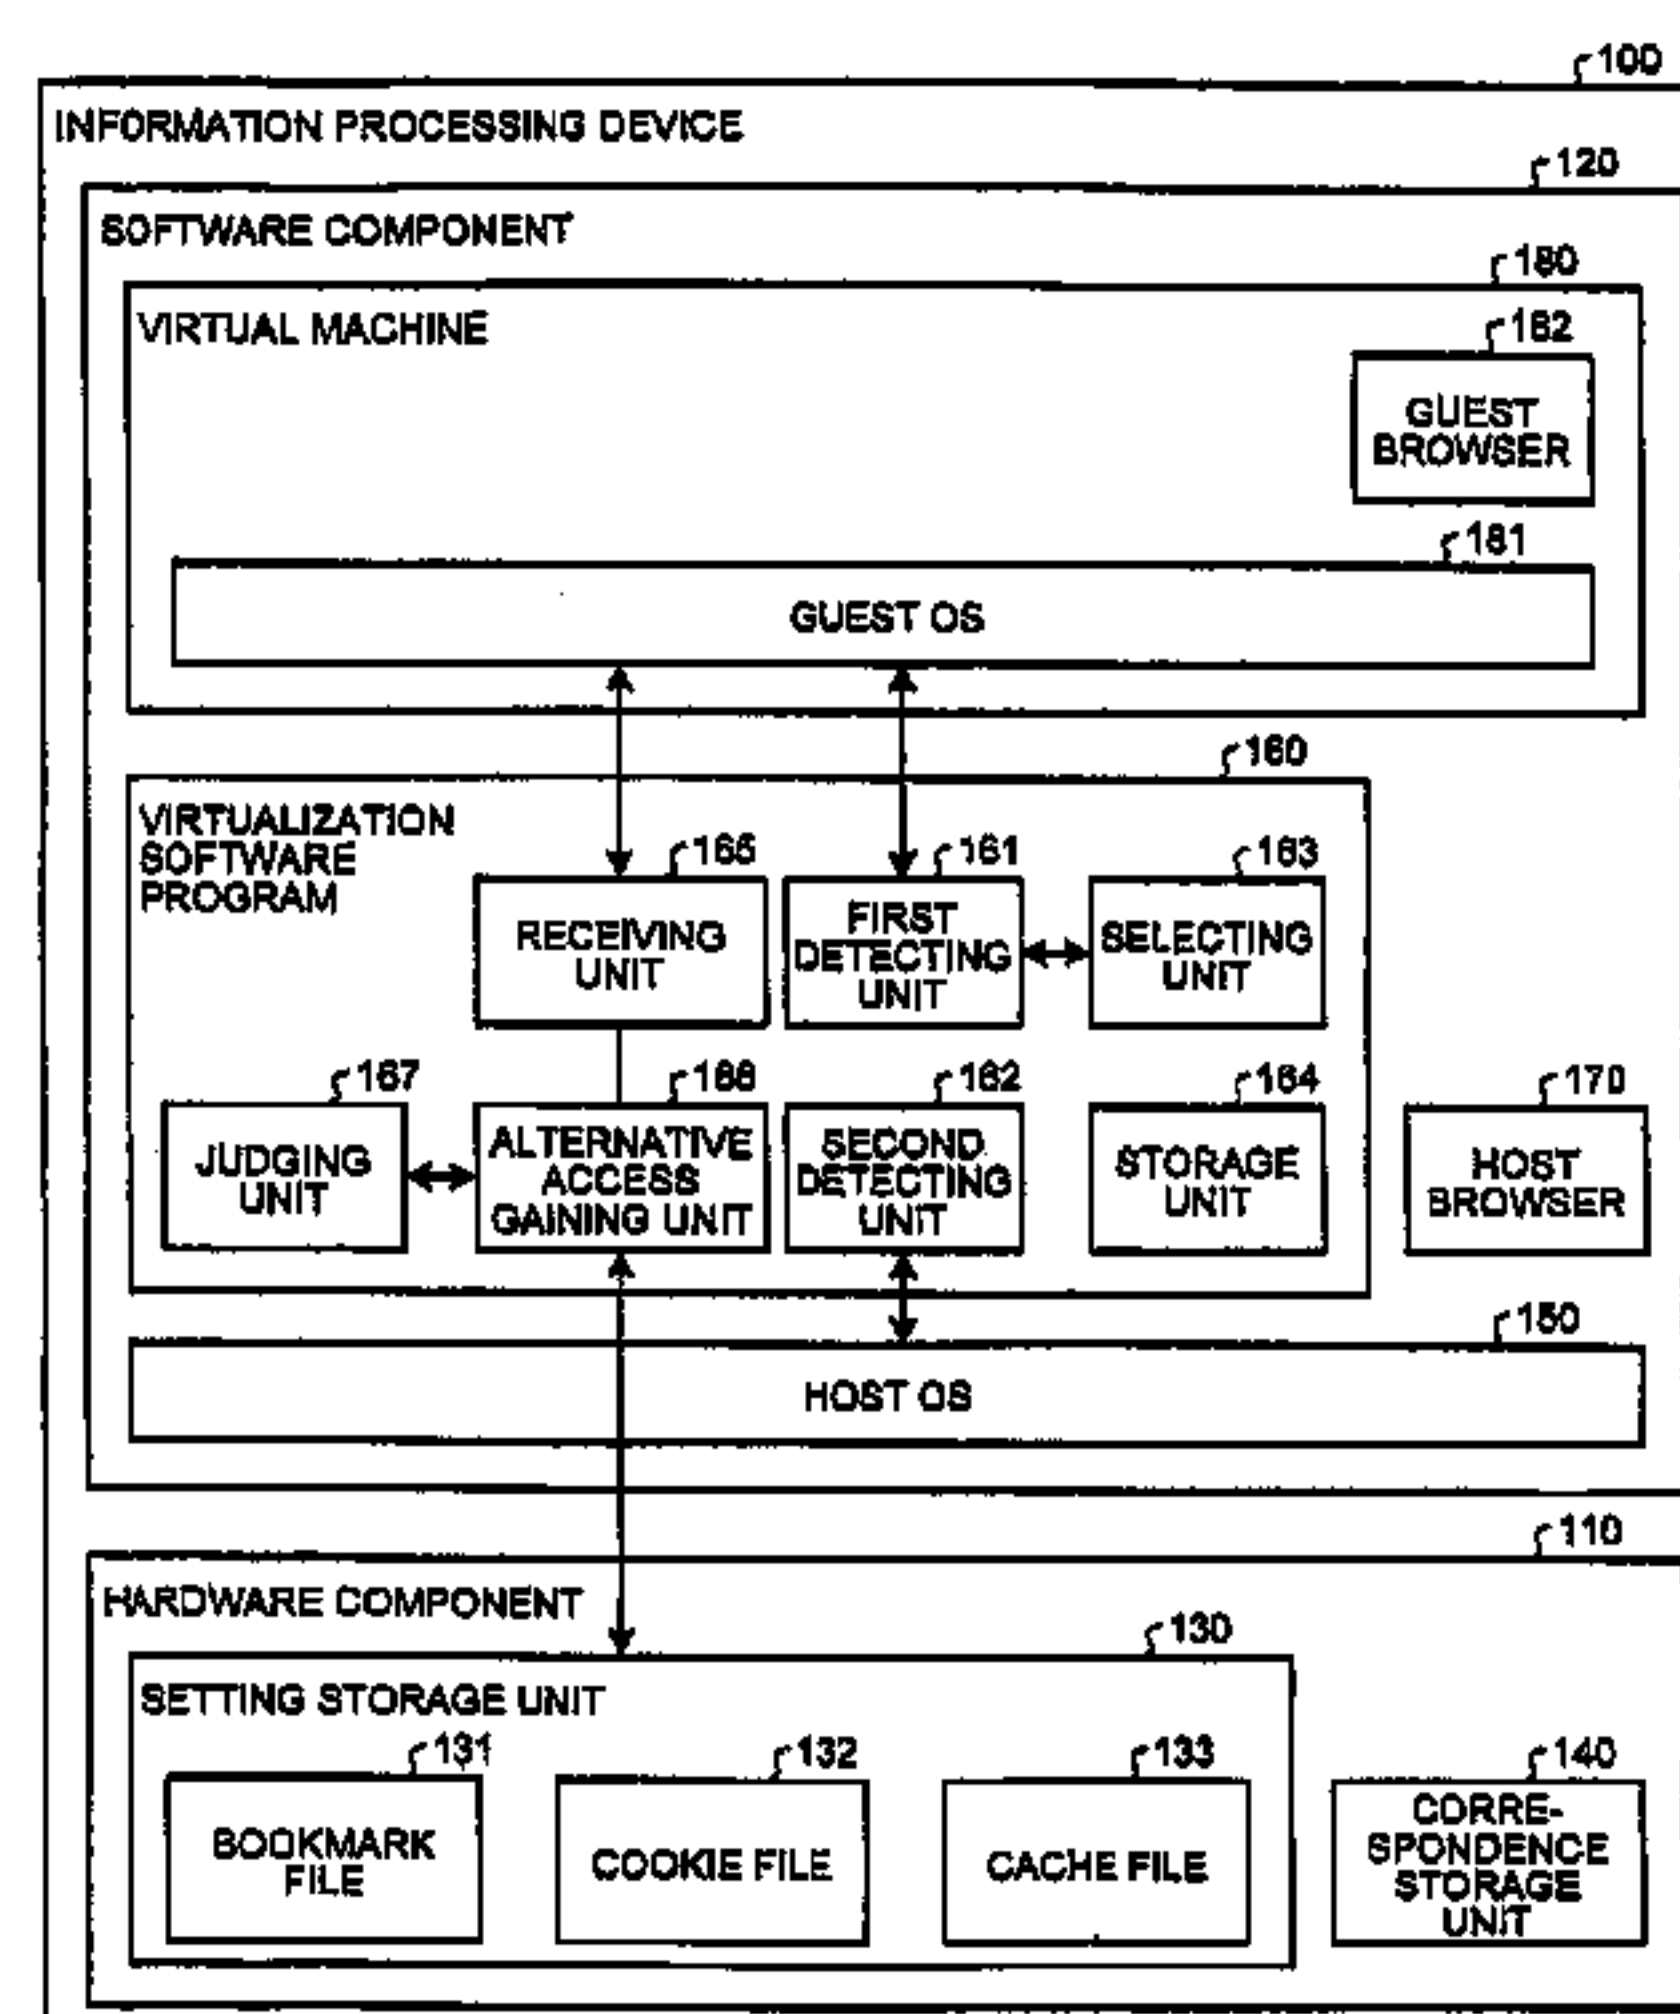 100
INFORMATION PROCESSING DEVICE
120
SOFTWARE COMPONENT
180
VIRTUAL MACHINE
182
GUEST
BROWSER
181
GUEST OS
160
VIRTUALIZATION
SOFTWARE
PROGRAM
165
RECEIVING
UNIT
161
FIRST
DETECTING
UNIT
163
SELECTING
UNIT
167
JUDGING
UNIT
166
ALTERNATIVE
ACCESS
GAINING UNIT
162
SECOND
DETECTING
UNIT
164
STORAGE
UNIT
170
HOST
BROWSER
150
HOST OS
110
HARDWARE COMPONENT
130
SETTING STORAGE UNIT
131
BOOKMARK
FILE
132
COOKIE FILE
133
CACHE FILE
140
CORRE-
SPONDENCE
STORAGE
UNIT